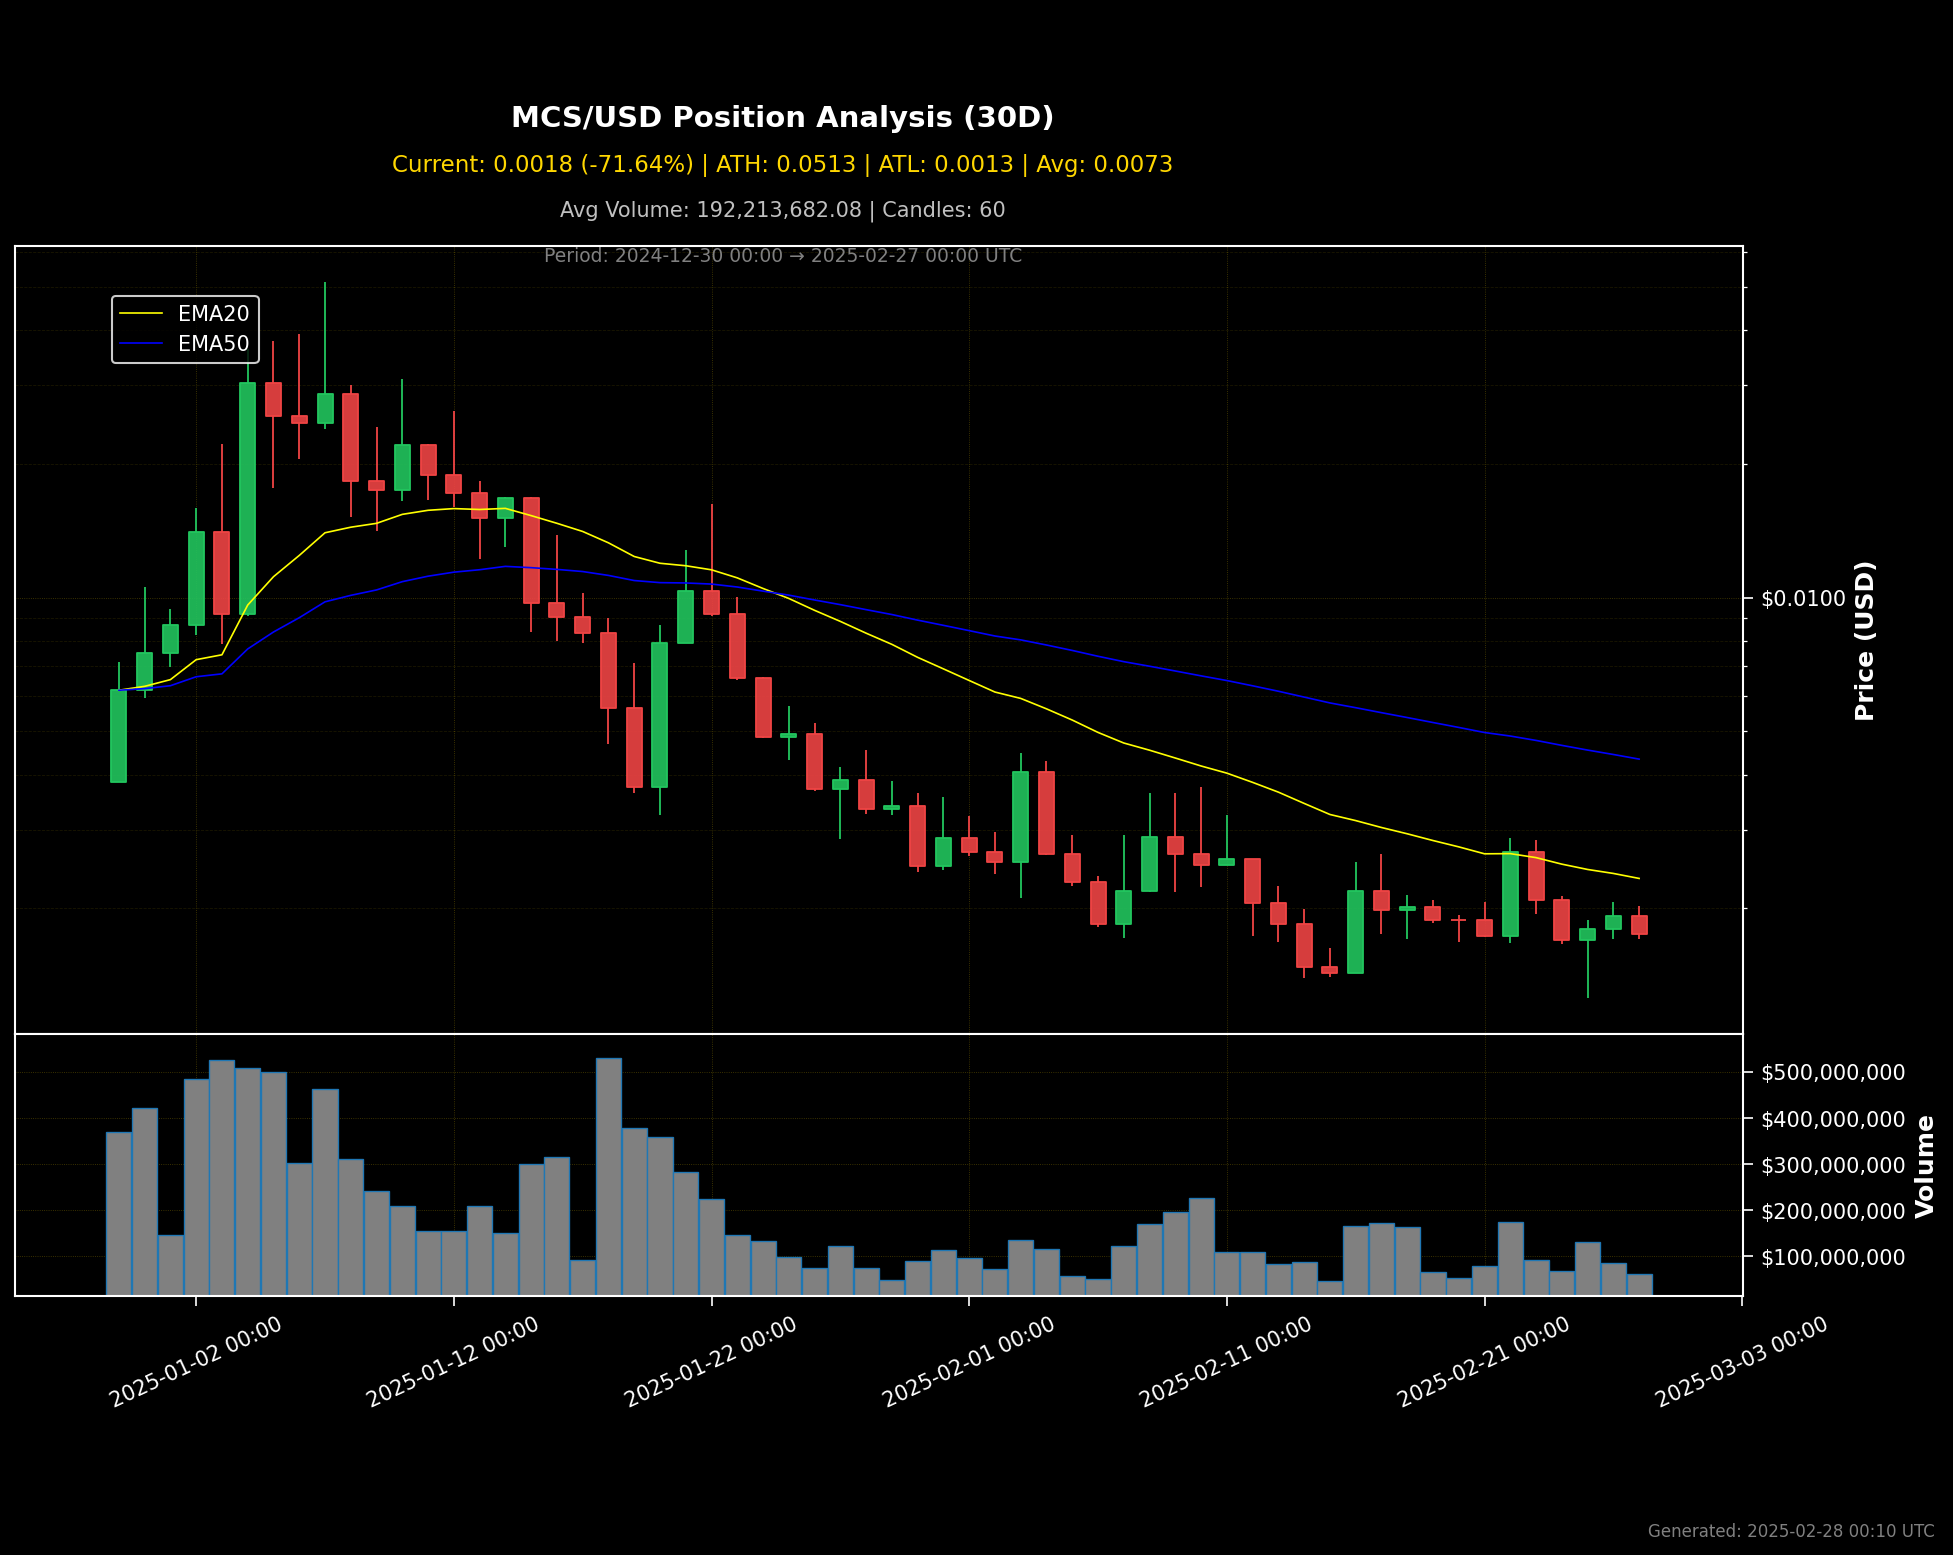 MCS/USD Position Analysis (30D)
Current: 0.0018 (-71.64%) | ATH: 0.0513 | ATL: 0.0013 | Avg: 0.0073
Avg Volume: 192,213,682.08 | Candles: 60
Period: 2024-12-30 00:00 → 2025-02-27 00:00 UTC
EMA20
EMA50
$0.0100
Price (USD)
$500,000,000
$400,000,000
$300,000,000
$200,000,000
$100,000,000
Volume
2025-01-02 00:00
2025-01-12 00:00
2025-01-22 00:00
2025-02-01 00:00
2025-02-11 00:00
2025-02-21 00:00
2025-03-03 00:00
Generated: 2025-02-28 00:10 UTC